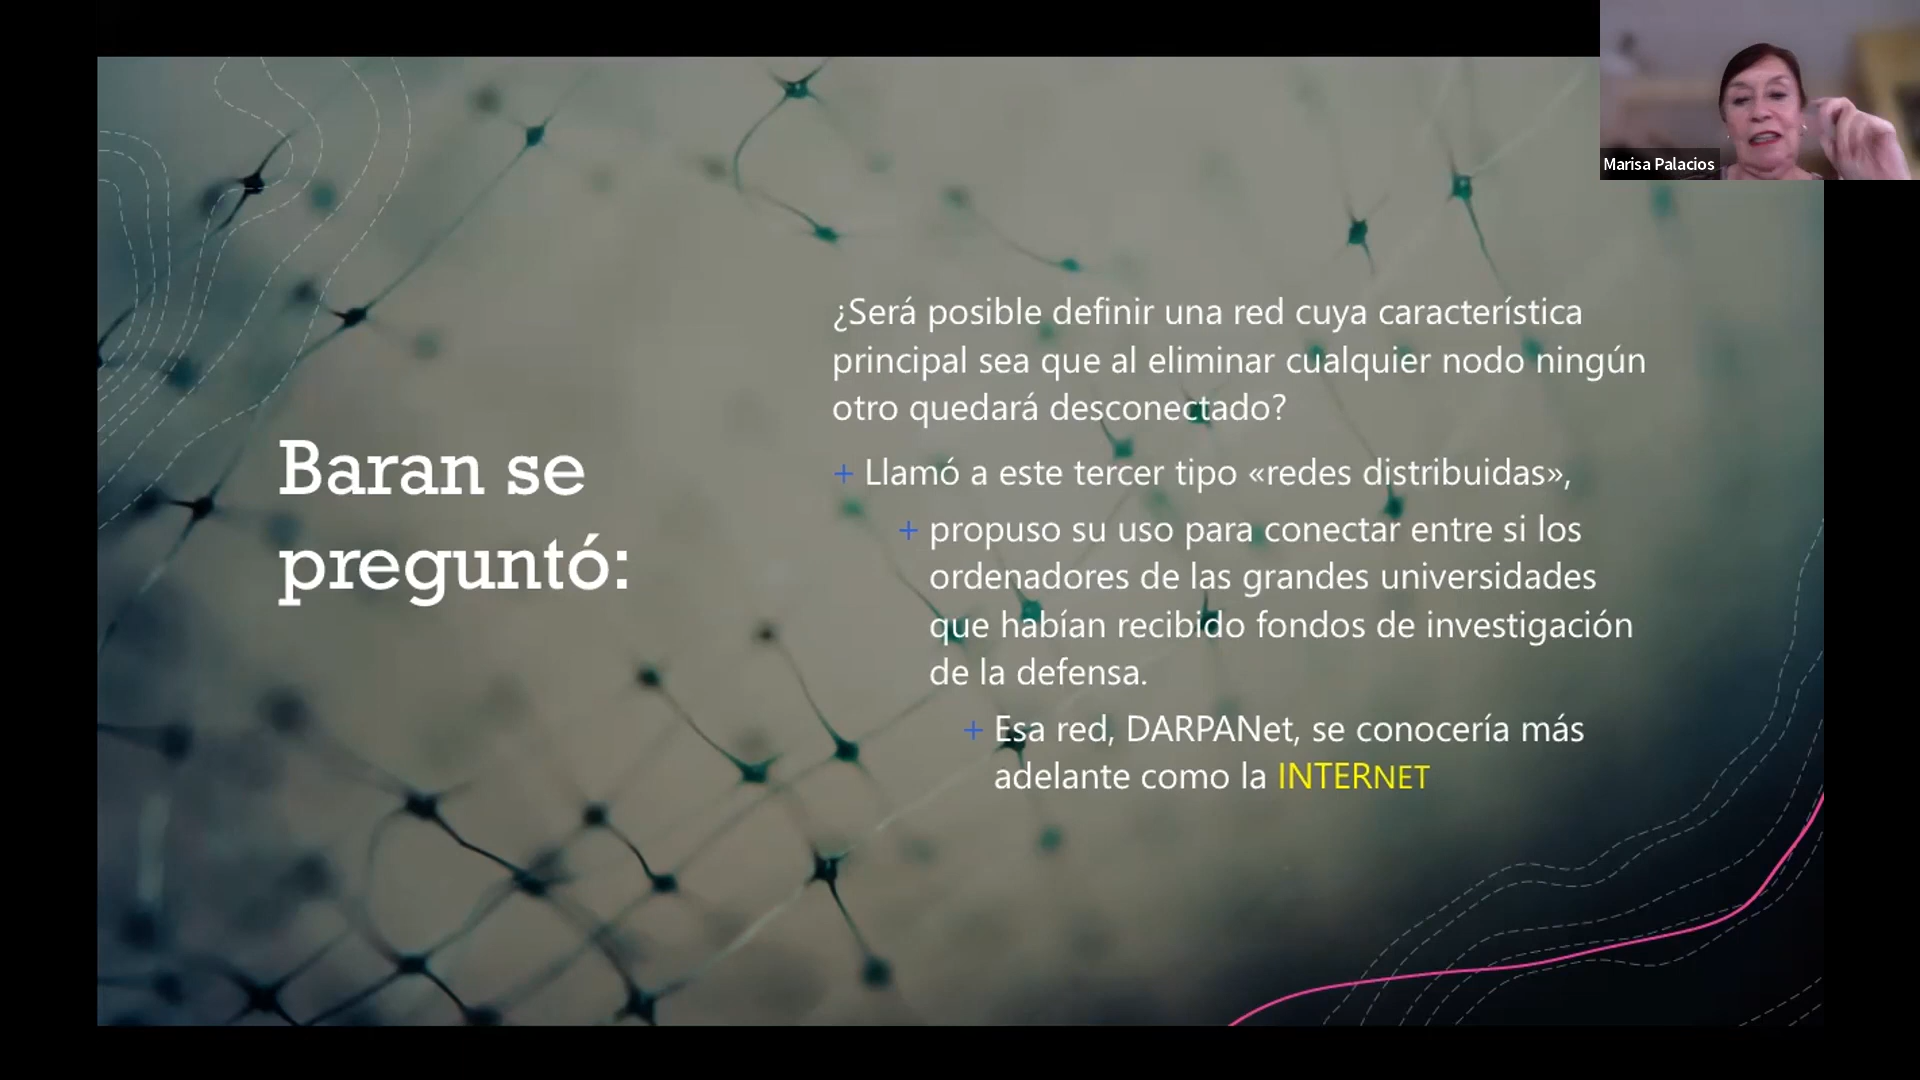 Marisa Palacios
Baran se
preguntó:
¿Será posible definir una red cuya característica
principal sea que al eliminar cualquier nodo ningún
otro quedará desconectado?
+ Llamó a este tercer tipo «redes distribuidas»,
+ propuso su uso para conectar entre si los
ordenadores de las grandes universidades
que habían recibido fondos de investigación
de la defensa.
+ Esa red, DARPANet, se conocería más
adelante como la INTERNET